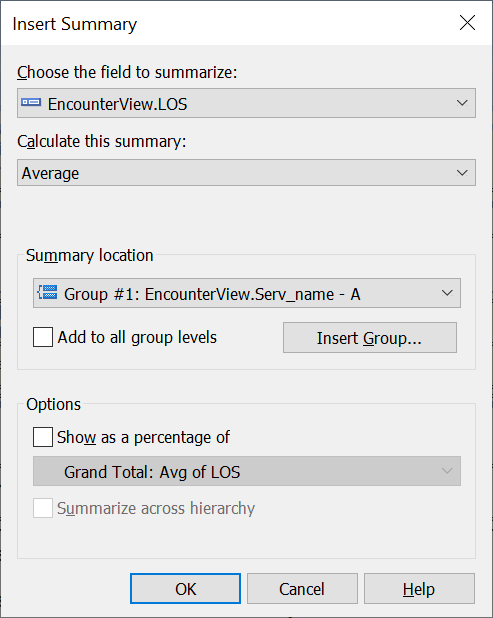 Insert Summary
Choose the field to summarize:
EncounterView.LOS
Calculate this summary:
Average
Summary location
Group #1: EncounterView.Serv_name - A
Add to all group levels
Insert Group...
Options
Show as a percentage of
Grand Total: Avg of LOS
Summarize across hierarchy
OK
Cancel
Help